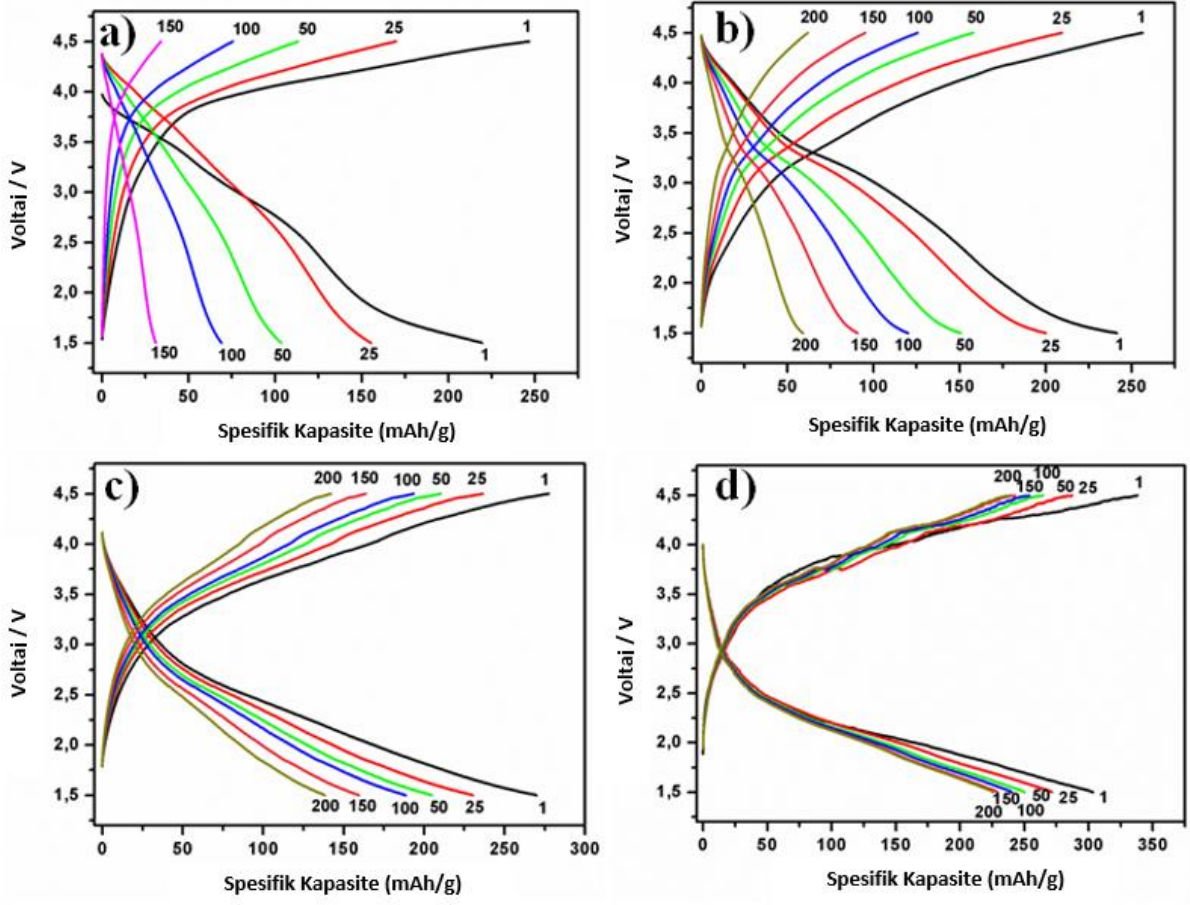 a)
150 100 50 25 1
4,5
4,0
3,5
3,0
2,5
2,0
1,5
150 100 50 25 1
0 50 100 150 200 250
Voltaj / V
Spesifik Kapasite (mAh/g)
b)
200 150 100 50 25 1
4,5
4,0
3,5
3,0
2,5
2,0
1,5
200 150 100 50 25 1
0 50 100 150 200 250
Voltaj / V
Spesifik Kapasite (mAh/g)
c)
200 150 100 50 25 1
4,5
4,0
3,5
3,0
2,5
2,0
1,5
200 150 100 50 25 1
0 50 100 150 200 250 300
Voltaj / V
Spesifik Kapasite (mAh/g)
d)
100
200 150 50 25 1
4,5
4,0
3,5
3,0
2,5
2,0
1,5
150 50 25 1
200 100
0 50 100 150 200 250 300 350
Voltaj / V
Spesifik Kapasite (mAh/g)